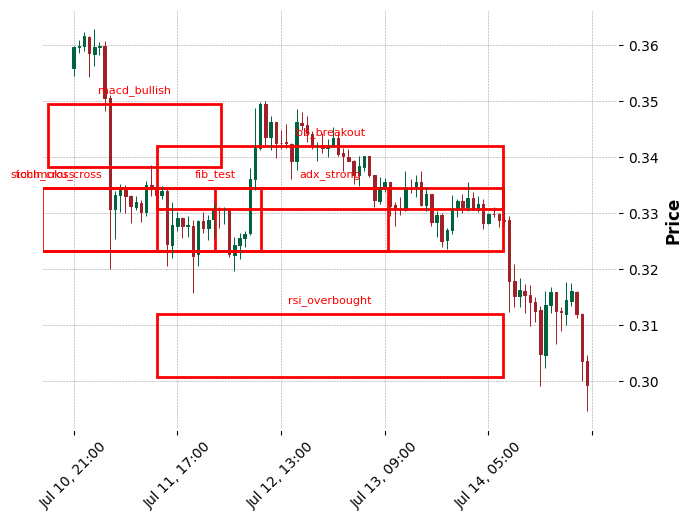 0.36
macd_bullish
0.35
bb_breakout
0.34
ichimoku_cross
fib_test
adx_strong
0.33
0.32
rsi_overbought
0.31
0.30
Price
Jul 10, 21:00
Jul 11, 17:00
Jul 12, 13:00
Jul 13, 09:00
Jul 14, 05:00